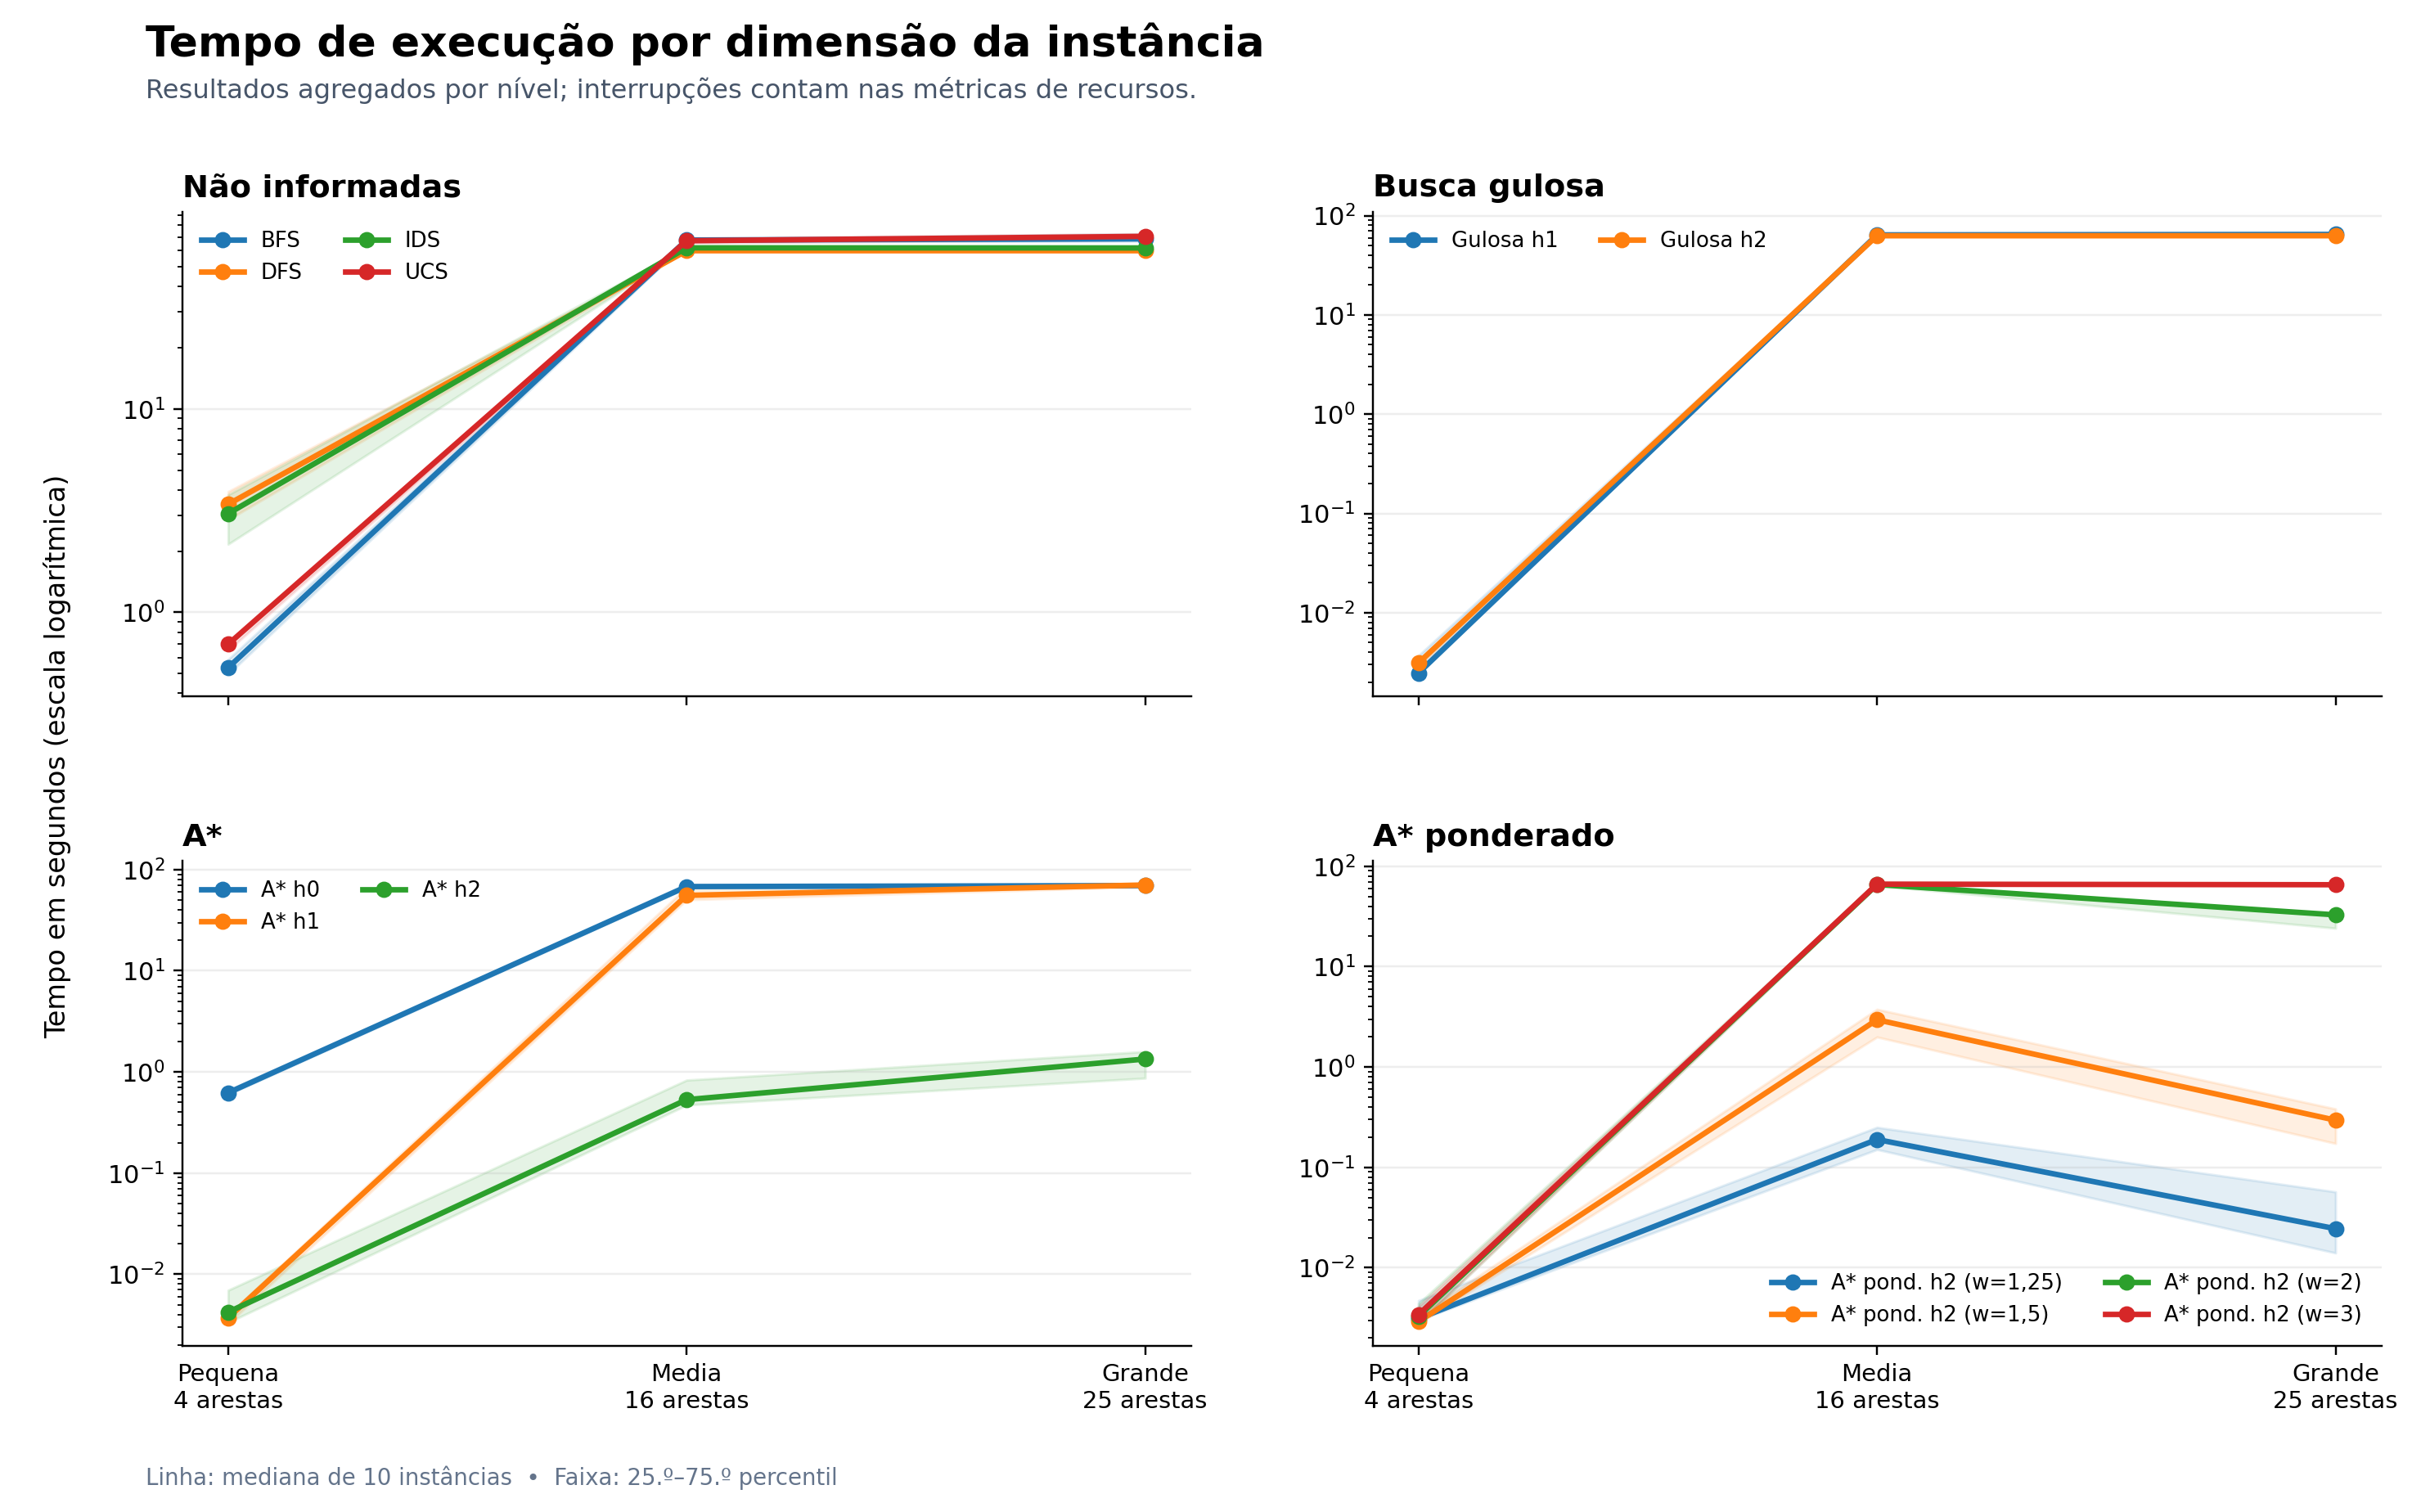 Tempo de execução por dimensão da instância
Resultados agregados por nível; interrupções contam nas métricas de recursos.
Tempo em segundos (escala logarítmica)
Não informadas
BFS
DFS
IDS
UCS
10¹
10⁰
Busca gulosa
Gulosa h1
Gulosa h2
10²
10¹
10⁰
10⁻¹
10⁻²
A*
A* h0
A* h1
A* h2
10²
10¹
10⁰
10⁻¹
10⁻²
Pequena
4 arestas
Media
16 arestas
Grande
25 arestas
A* ponderado
10²
10¹
10⁰
10⁻¹
10⁻²
A* pond. h2 (w=1,25)
A* pond. h2 (w=1,5)
A* pond. h2 (w=2)
A* pond. h2 (w=3)
Pequena
4 arestas
Media
16 arestas
Grande
25 arestas
Linha: mediana de 10 instâncias • Faixa: 25.º–75.º percentil